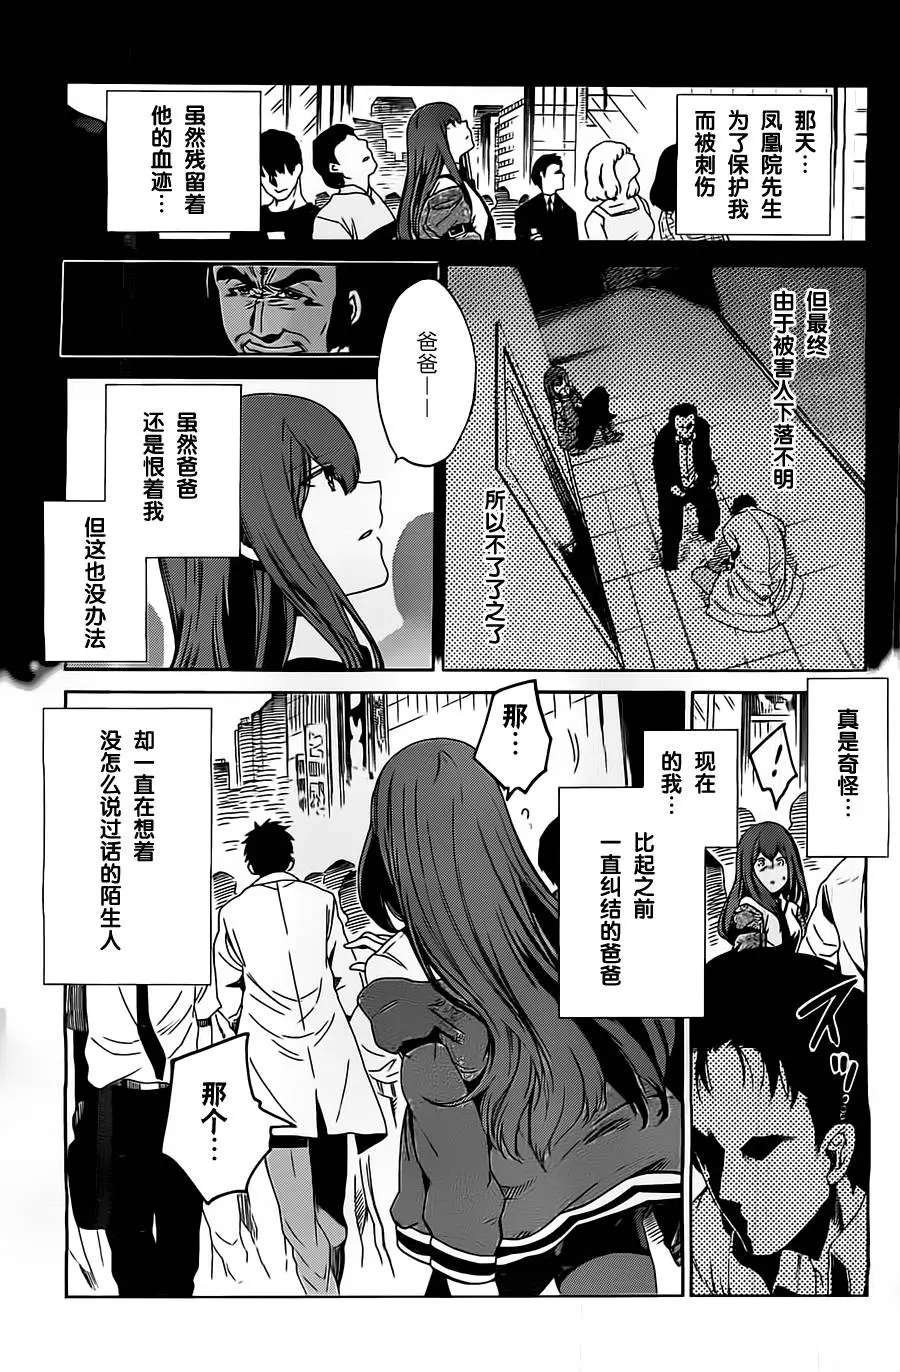 那天…
凤凰院先生
为了保护我
而被刺伤
虽然残留着
他的血迹…
但最终
由于被害人下落不明
所以不了了之了
爸爸——
虽然爸爸
还是恨着我
但这也没办法
真是奇怪…
！
现在
的我…
比起之前
一直纠结的爸爸
スッ
那…
却一直在想着
没怎么说过话的陌生人
那个…